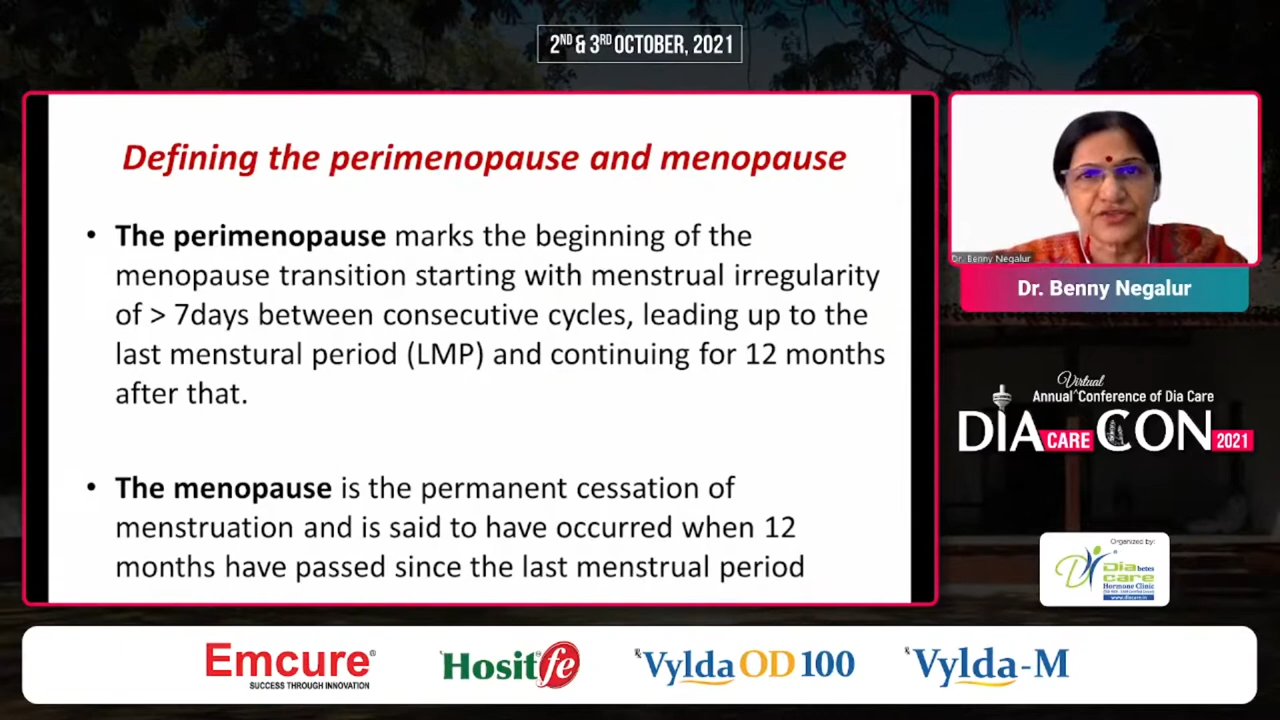 2ND & 3RD OCTOBER, 2021
Defining the perimenopause and menopause
• The perimenopause marks the beginning of the
menopause transition starting with menstrual irregularity
of > 7days between consecutive cycles, leading up to the
last menstural period (LMP) and continuing for 12 months
after that.
• The menopause is the permanent cessation of
menstruation and is said to have occurred when 12
months have passed since the last menstrual period
Dr. Benny Negalur
Dr. Benny Negalur
Virtual
Annual ^ Conference of Dia Care
DIA CARE CON 2021
Organized by:
Diabetes
care
Hormone Clinic
www.diacare.in
Emcure®
SUCCESS THROUGH INNOVATION
Hosit fe
Vylda OD 100
Vylda-M